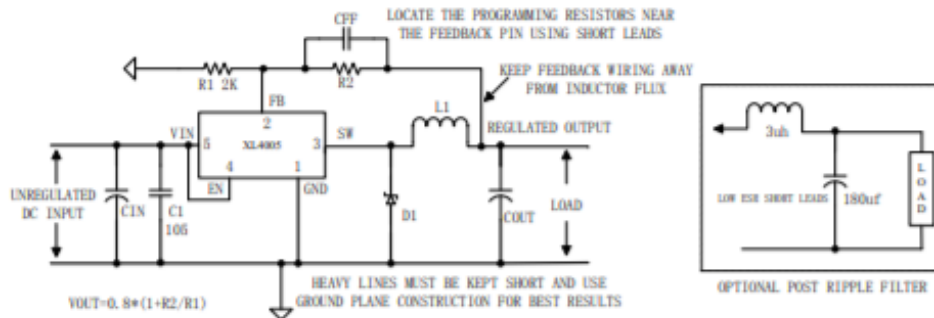 LOCATE THE PROGRAMMING RESISTORS NEAR
THE FEEDBACK PIN USING SHORT LEADS
CFF
R1 2K
R2
KEEP FEEDBACK WIRING AWAY
FROM INDUCTOR FLUX
FB
2
L1
VIN
5
XL4005
3
SW
REGULATED OUTPUT
4
1
EN
GND
UNREGULATED
DC INPUT
CIN
C1
105
D1
COUT
LOAD
HEAVY LINES MUST BE KEPT SHORT AND USE
GROUND PLANE CONSTRUCTION FOR BEST RESULTS
VOUT=0.8*(1+R2/R1)
3uh
LOW ESR SHORT LEADS
180uf
LOAD
OPTIONAL POST RIPPLE FILTER